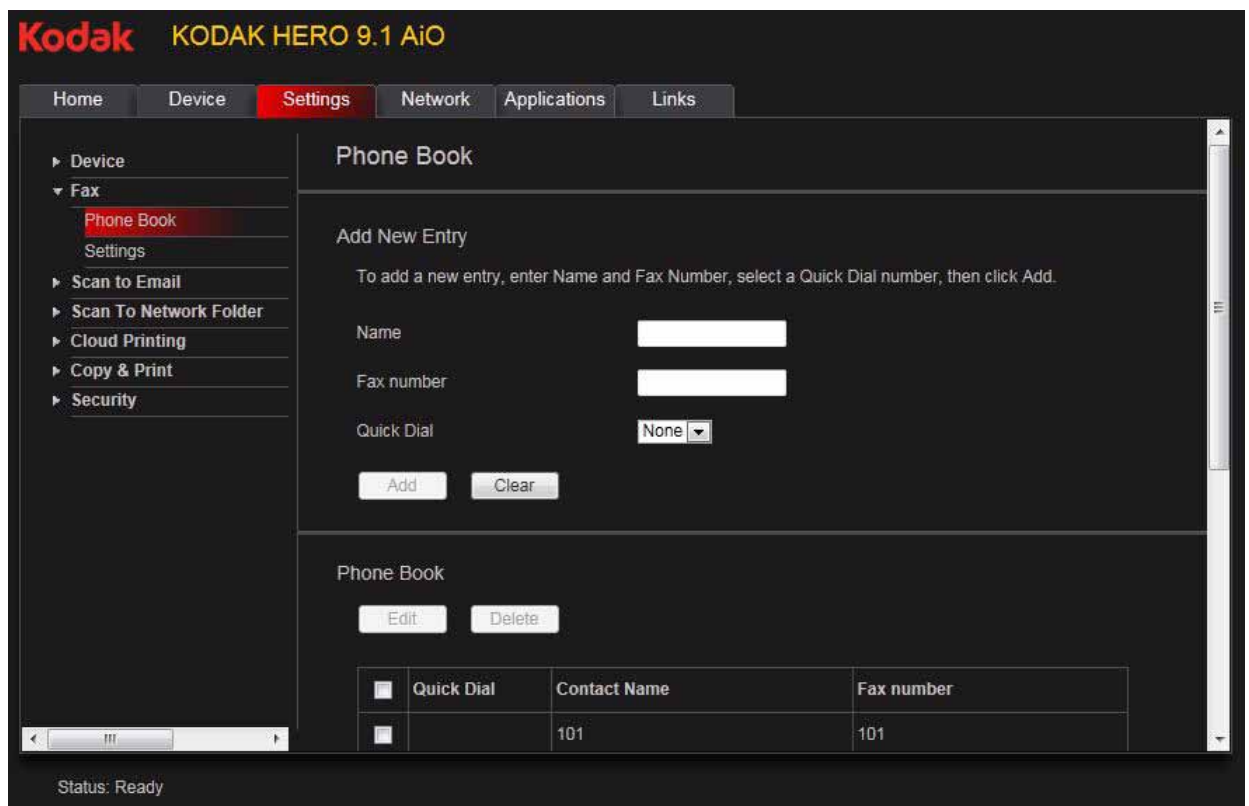 Kodak KODAK HERO 9.1 AiO
Home Device Settings Network Applications Links
Device
Fax
Phone Book
Settings
Scan to Email
Scan To Network Folder
Cloud Printing
Copy & Print
Security
Phone Book
Add New Entry
To add a new entry, enter Name and Fax Number, select a Quick Dial number, then click Add.
Name
Fax number
Quick Dial None
Add Clear
Phone Book
Edit Delete
Quick Dial Contact Name Fax number
101 101
Status: Ready